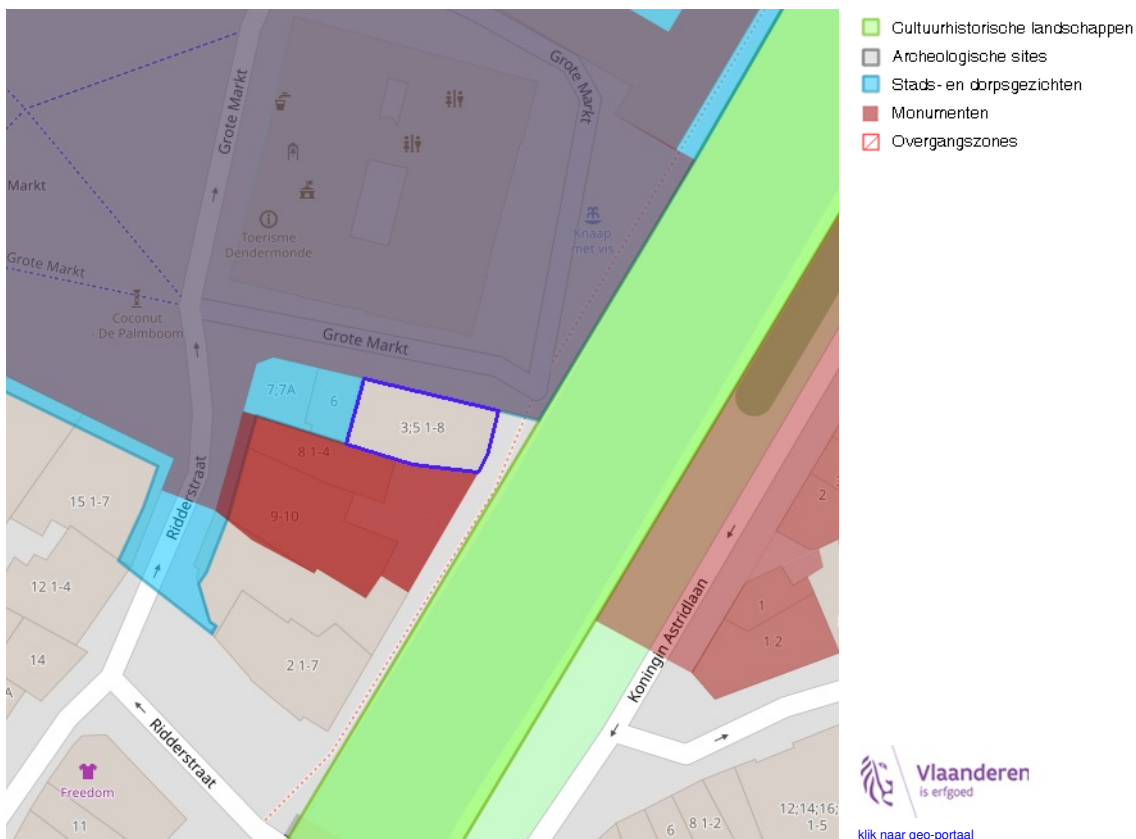 Grote Markt
Grote Markt
Markt
Grote Markt
Toerisme
Dendermonde
Knaap
met vis
Coconut
- De Palmboom
Grote Markt
7;7A
6
3;5 1-8
8 1-4
9-10
Ridderstraat
15 1-7
12 1-4
14
A
2 1-7
Ridderstraat
Freedom
11
Koningin Astridlaan
2
1
1 2
6
8 1-2
12;14;16;
1-5
Cultuurhistorische landschappen
Archeologische sites
Stads- en dorpsgezichten
Monumenten
Overgangszones
Vlaanderen
is erfgoed
klik naar geo-portaal